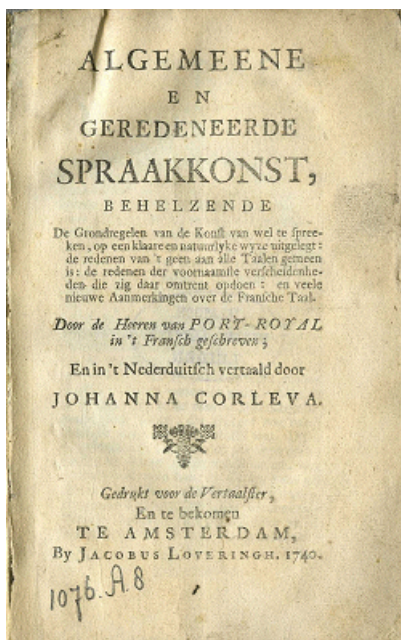 ALGEMEENE
EN
GEREDENEERDE
SPRAAKKONST,
BEHELZENDE
De Grondregelen van de Konst van wel te spree-
ken, op een klaare en natuurlyke wyze uitgelegt:
de redenen van 't geen aan alle Taalen gemeen
is: de redenen der voornaamste verscheidenhe-
den die zig daar omtrent opdoen: en veele
nieuwe Aanmerkingen over de Fransche Taal.
Door de Heeren van PORT-ROYAL
in 't Fransch geschreven;
En in 't Nederduitsch vertaald door
JOHANNA CORLEVA.
Gedrukt voor de Vertaalster,
En te bekomen
TE AMSTERDAM,
By JACOBUS LOVERINGH. 1740.
1076.A.8